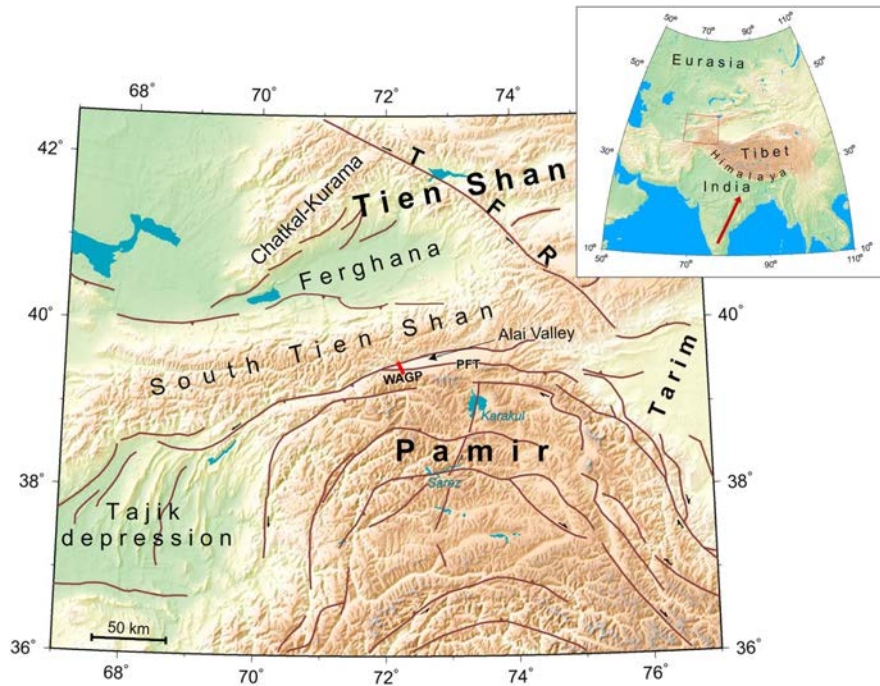 68°
70°
72°
74°
42°
Tien Shan
Chatkal-Kurama
T F R
Ferghana
40°
40°
South Tien Shan
Alai Valley
WAGP
PFT
Tarim
Karakul
Pamir
38°
38°
Sarez
Tajik
depression
50 km
36°
36°
68°
70°
72°
74°
76°
70°
90°
110°
50°
50°
Eurasia
30°
30°
Tibet
Himalaya
India
10°
10°
50°
70°
90°
110°